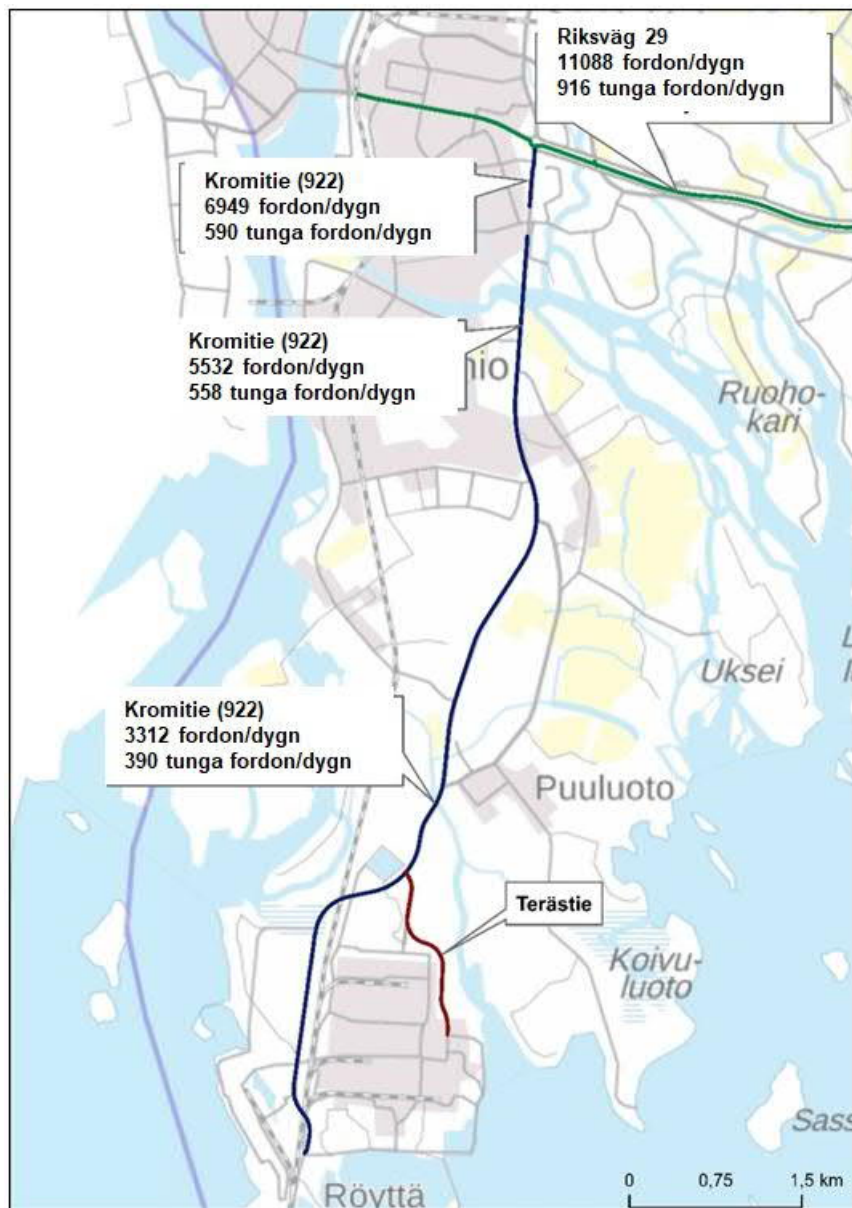 Riksväg 29
11088 fordon/dygn
916 tunga fordon/dygn
Kromitie (922)
6949 fordon/dygn
590 tunga fordon/dygn
Kromitie (922)
5532 fordon/dygn
558 tunga fordon/dygn
nio
Ruoho-
kari
Uksei
Kromitie (922)
3312 fordon/dygn
390 tunga fordon/dygn
Puuluoto
Terästie
Koivu-
luoto
Sass
Röyttä
0 0,75 1,5 km